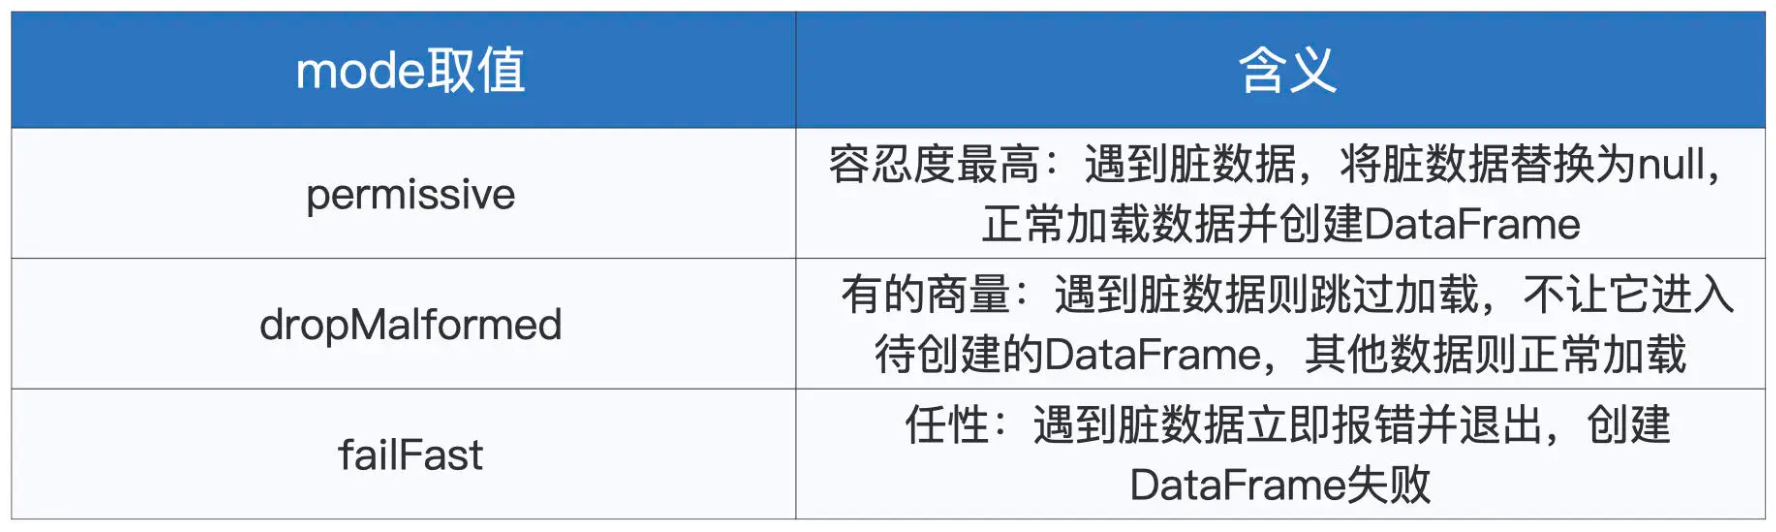 mode取值
含义
permissive
容忍度最高：遇到脏数据，将脏数据替换为null，
正常加载数据并创建DataFrame
dropMalformed
有的商量：遇到脏数据则跳过加载，不让它进入
待创建的DataFrame，其他数据则正常加载
failFast
任性：遇到脏数据立即报错并退出，创建
DataFrame失败